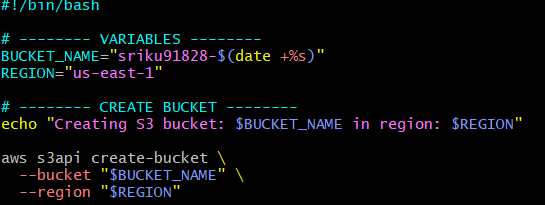 #!/bin/bash
# -------- VARIABLES --------
BUCKET_NAME="sriku91828-$(date +%s)"
REGION="us-east-1"
# -------- CREATE BUCKET --------
echo "Creating S3 bucket: $BUCKET_NAME in region: $REGION"
aws s3api create-bucket \
  --bucket "$BUCKET_NAME" \
  --region "$REGION"